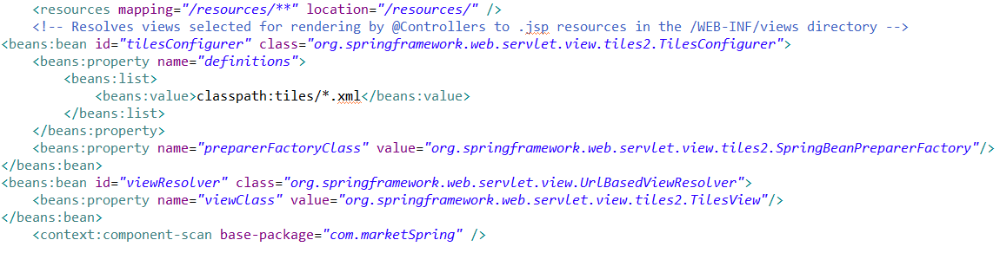 <resources mapping="/resources/**" location="/resources/" />
<!-- Resolves views selected for rendering by @Controllers to .jsp resources in the /WEB-INF/views directory -->
<beans:bean id="tilesConfigurer" class="org.springframework.web.servlet.view.tiles2.TilesConfigurer">
<beans:property name="definitions">
<beans:list>
<beans:value>classpath:tiles/*.xml</beans:value>
</beans:list>
</beans:property>
<beans:property name="preparerFactoryClass" value="org.springframework.web.servlet.view.tiles2.SpringBeanPreparerFactory"/>
</beans:bean>
<beans:bean id="viewResolver" class="org.springframework.web.servlet.view.UrlBasedViewResolver">
<beans:property name="viewClass" value="org.springframework.web.servlet.view.tiles2.TilesView"/>
</beans:bean>
<context:component-scan base-package="com.marketSpring" />